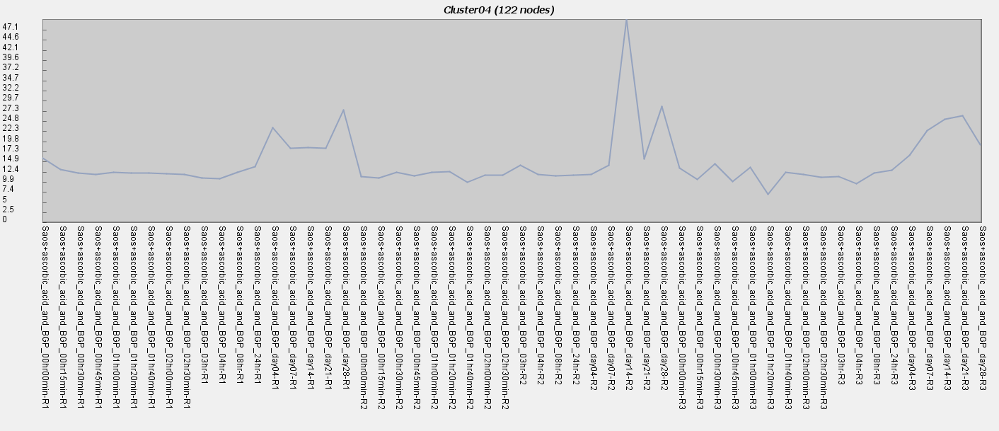 Cluster04 (122 nodes)
47.1
44.6
42.1
39.6
37.2
34.7
32.2
29.7
27.3
24.8
22.3
19.8
17.3
14.9
12.4
9.9
7.4
5
2.5
0
Saos+ascorbic_acid_and_BGP_00hr00min-R1
Saos+ascorbic_acid_and_BGP_00hr15min-R1
Saos+ascorbic_acid_and_BGP_00hr30min-R1
Saos+ascorbic_acid_and_BGP_00hr45min-R1
Saos+ascorbic_acid_and_BGP_01hr00min-R1
Saos+ascorbic_acid_and_BGP_01hr20min-R1
Saos+ascorbic_acid_and_BGP_01hr40min-R1
Saos+ascorbic_acid_and_BGP_02hr00min-R1
Saos+ascorbic_acid_and_BGP_02hr30min-R1
Saos+ascorbic_acid_and_BGP_03hr-R1
Saos+ascorbic_acid_and_BGP_04hr-R1
Saos+ascorbic_acid_and_BGP_08hr-R1
Saos+ascorbic_acid_and_BGP_24hr-R1
Saos+ascorbic_acid_and_BGP_day04-R1
Saos+ascorbic_acid_and_BGP_day07-R1
Saos+ascorbic_acid_and_BGP_day14-R1
Saos+ascorbic_acid_and_BGP_day21-R1
Saos+ascorbic_acid_and_BGP_day28-R1
Saos+ascorbic_acid_and_BGP_00hr00min-R2
Saos+ascorbic_acid_and_BGP_00hr15min-R2
Saos+ascorbic_acid_and_BGP_00hr30min-R2
Saos+ascorbic_acid_and_BGP_00hr45min-R2
Saos+ascorbic_acid_and_BGP_01hr00min-R2
Saos+ascorbic_acid_and_BGP_01hr20min-R2
Saos+ascorbic_acid_and_BGP_01hr40min-R2
Saos+ascorbic_acid_and_BGP_02hr00min-R2
Saos+ascorbic_acid_and_BGP_02hr30min-R2
Saos+ascorbic_acid_and_BGP_03hr-R2
Saos+ascorbic_acid_and_BGP_04hr-R2
Saos+ascorbic_acid_and_BGP_08hr-R2
Saos+ascorbic_acid_and_BGP_24hr-R2
Saos+ascorbic_acid_and_BGP_day04-R2
Saos+ascorbic_acid_and_BGP_day07-R2
Saos+ascorbic_acid_and_BGP_day14-R2
Saos+ascorbic_acid_and_BGP_day21-R2
Saos+ascorbic_acid_and_BGP_day28-R2
Saos+ascorbic_acid_and_BGP_00hr00min-R3
Saos+ascorbic_acid_and_BGP_00hr15min-R3
Saos+ascorbic_acid_and_BGP_00hr30min-R3
Saos+ascorbic_acid_and_BGP_00hr45min-R3
Saos+ascorbic_acid_and_BGP_01hr00min-R3
Saos+ascorbic_acid_and_BGP_01hr20min-R3
Saos+ascorbic_acid_and_BGP_01hr40min-R3
Saos+ascorbic_acid_and_BGP_02hr00min-R3
Saos+ascorbic_acid_and_BGP_02hr30min-R3
Saos+ascorbic_acid_and_BGP_03hr-R3
Saos+ascorbic_acid_and_BGP_04hr-R3
Saos+ascorbic_acid_and_BGP_08hr-R3
Saos+ascorbic_acid_and_BGP_24hr-R3
Saos+ascorbic_acid_and_BGP_day04-R3
Saos+ascorbic_acid_and_BGP_day07-R3
Saos+ascorbic_acid_and_BGP_day14-R3
Saos+ascorbic_acid_and_BGP_day21-R3
Saos+ascorbic_acid_and_BGP_day28-R3